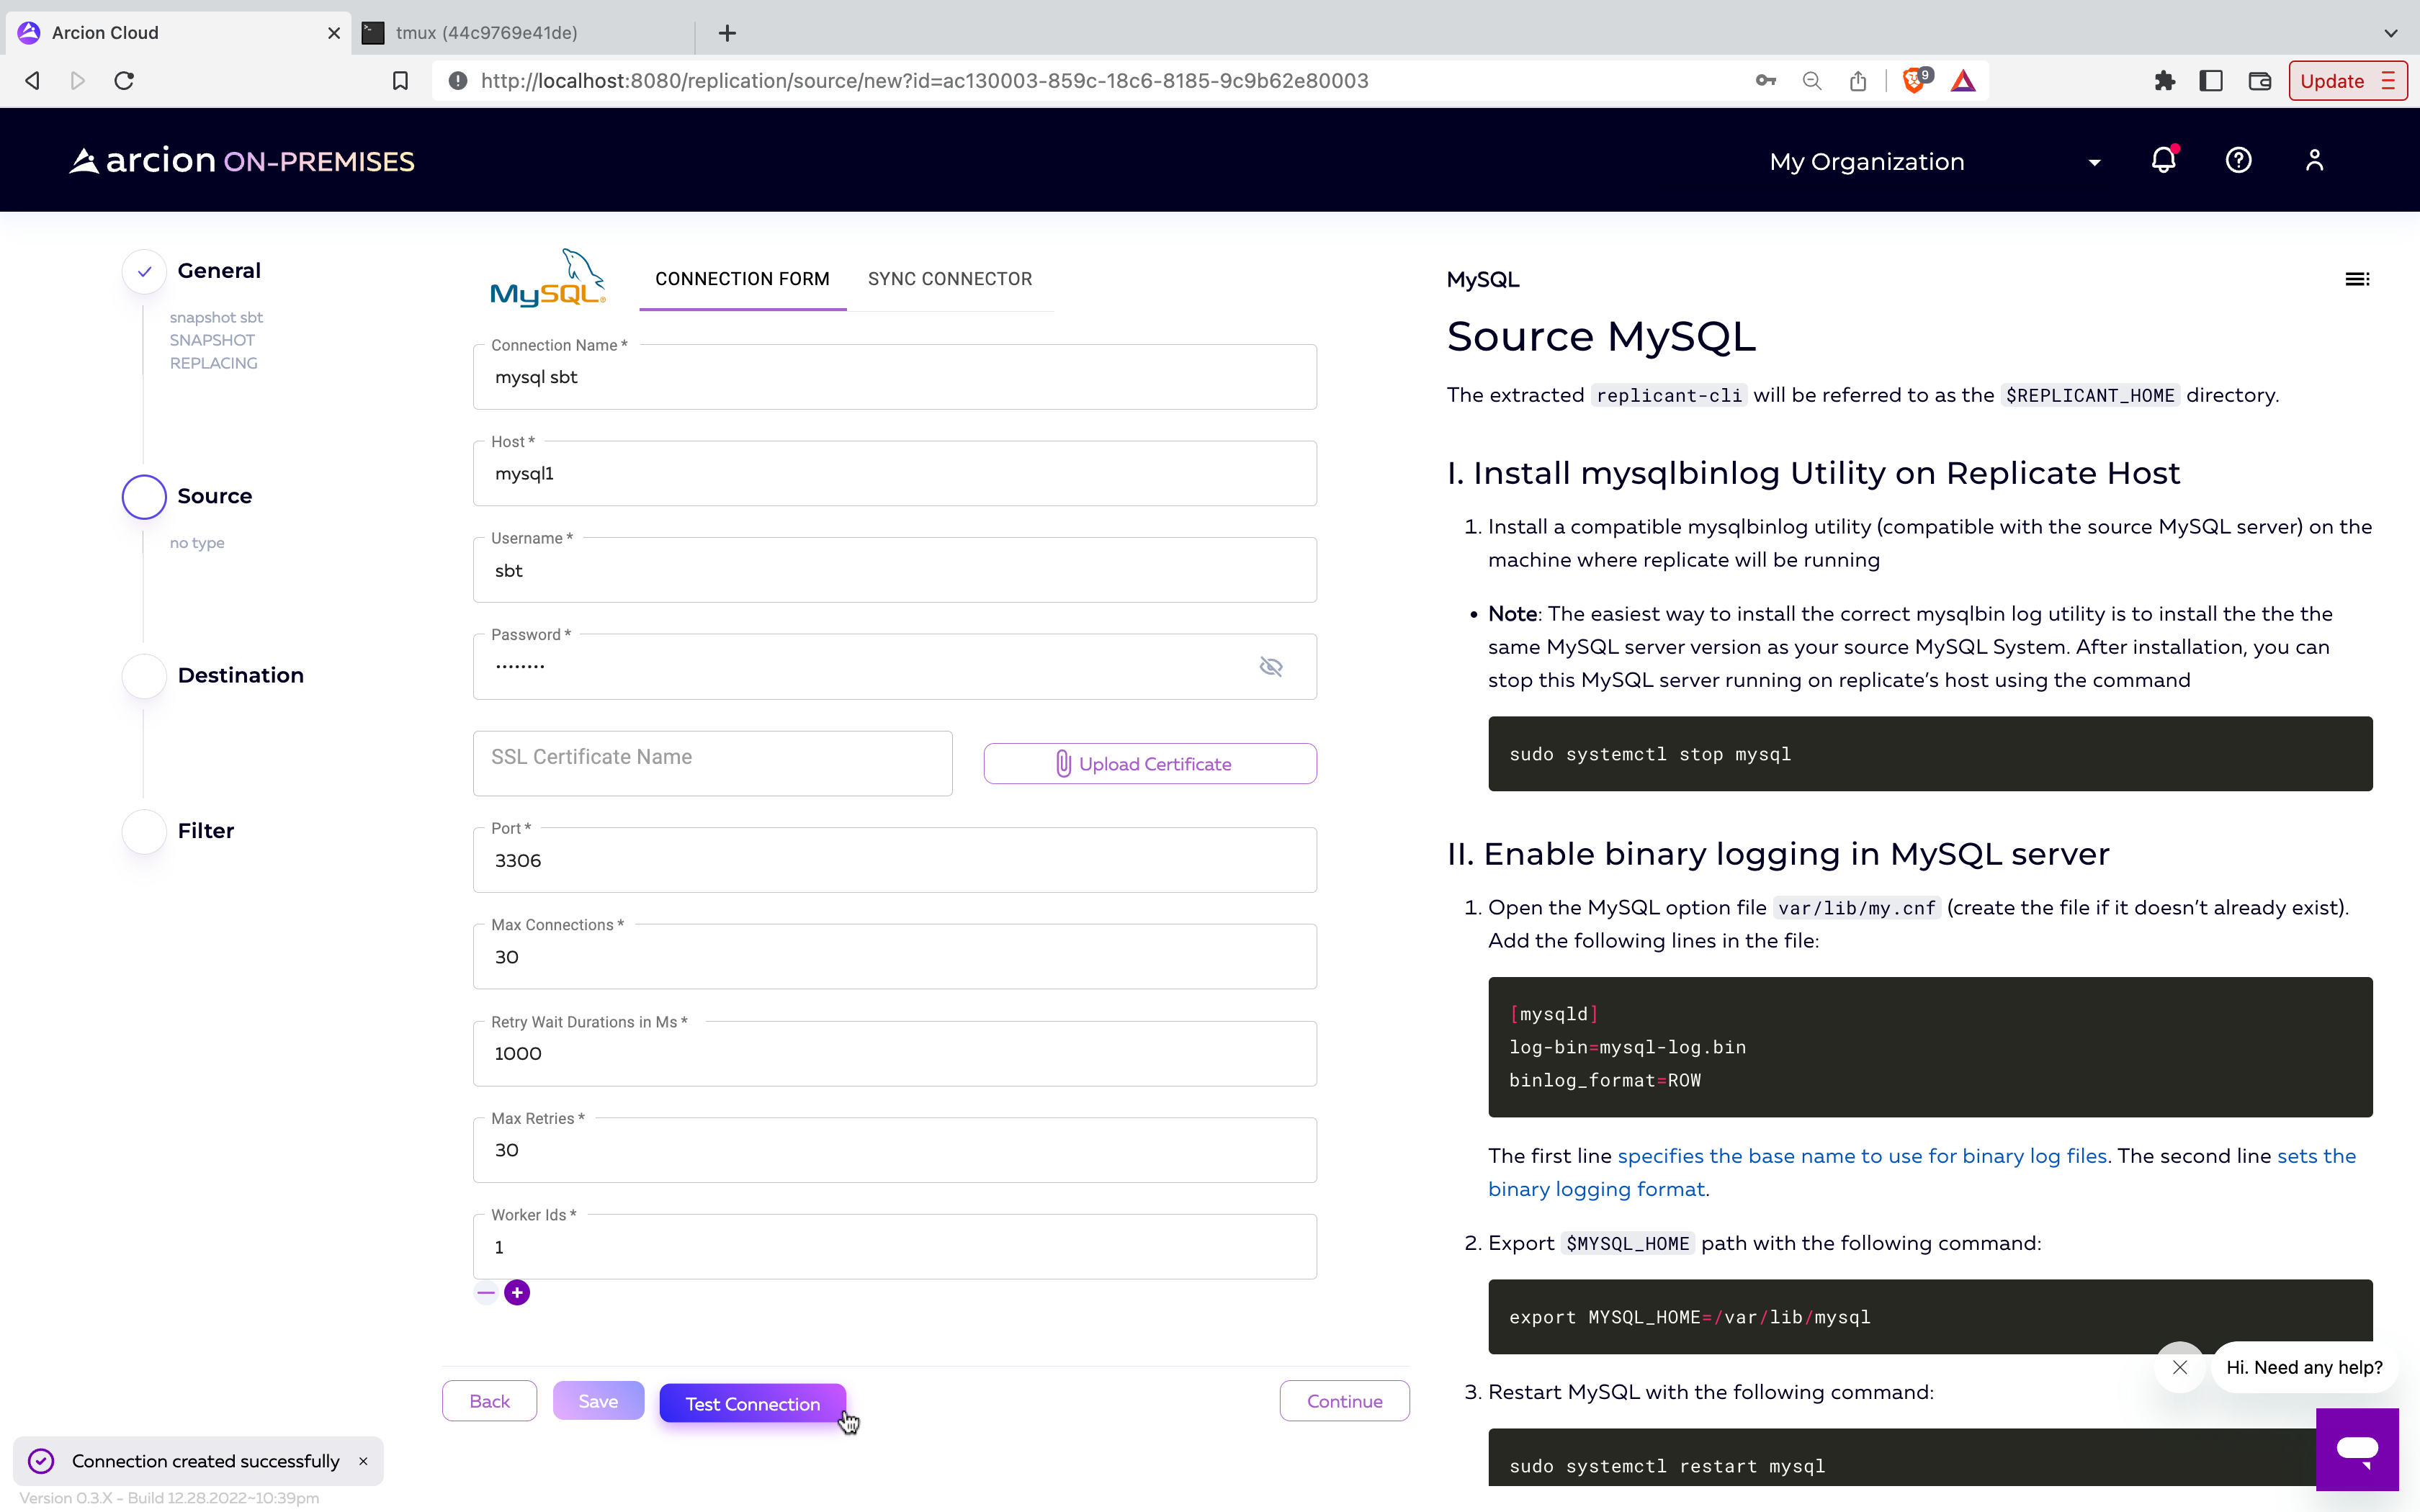 Arcion Cloud
tmux (44c9769e41de)
http://localhost:8080/replication/source/new?id=ac130003-859c-18c6-8185-9c9b62e80003
9
Update
arcion ON-PREMISES
My Organization
General
snapshot sbt
SNAPSHOT
REPLACING
Source
no type
Destination
Filter
MySQL®
CONNECTION FORM
SYNC CONNECTOR
Connection Name *
mysql sbt
Host *
mysql1
Username *
sbt
Password *
••••••••
SSL Certificate Name
Upload Certificate
Port *
3306
Max Connections *
30
Retry Wait Durations in Ms *
1000
Max Retries *
30
Worker Ids *
1
Back
Save
Test Connection
Continue
Connection created successfully
Version 0.3.X - Build 12.28.2022~10:39pm
MySQL
Source MySQL
The extracted replicant-cli will be referred to as the $REPLICANT_HOME directory.
I. Install mysqlbinlog Utility on Replicate Host
1. Install a compatible mysqlbinlog utility (compatible with the source MySQL server) on the
machine where replicate will be running
• Note: The easiest way to install the correct mysqlbin log utility is to install the the the
same MySQL server version as your source MySQL System. After installation, you can
stop this MySQL server running on replicate’s host using the command
sudo systemctl stop mysql
II. Enable binary logging in MySQL server
1. Open the MySQL option file var/lib/my.cnf (create the file if it doesn’t already exist).
Add the following lines in the file:
[mysqld]
log-bin=mysql-log.bin
binlog_format=ROW
The first line specifies the base name to use for binary log files. The second line sets the
binary logging format.
2. Export $MYSQL_HOME path with the following command:
export MYSQL_HOME=/var/lib/mysql
3. Restart MySQL with the following command:
sudo systemctl restart mysql
Hi. Need any help?